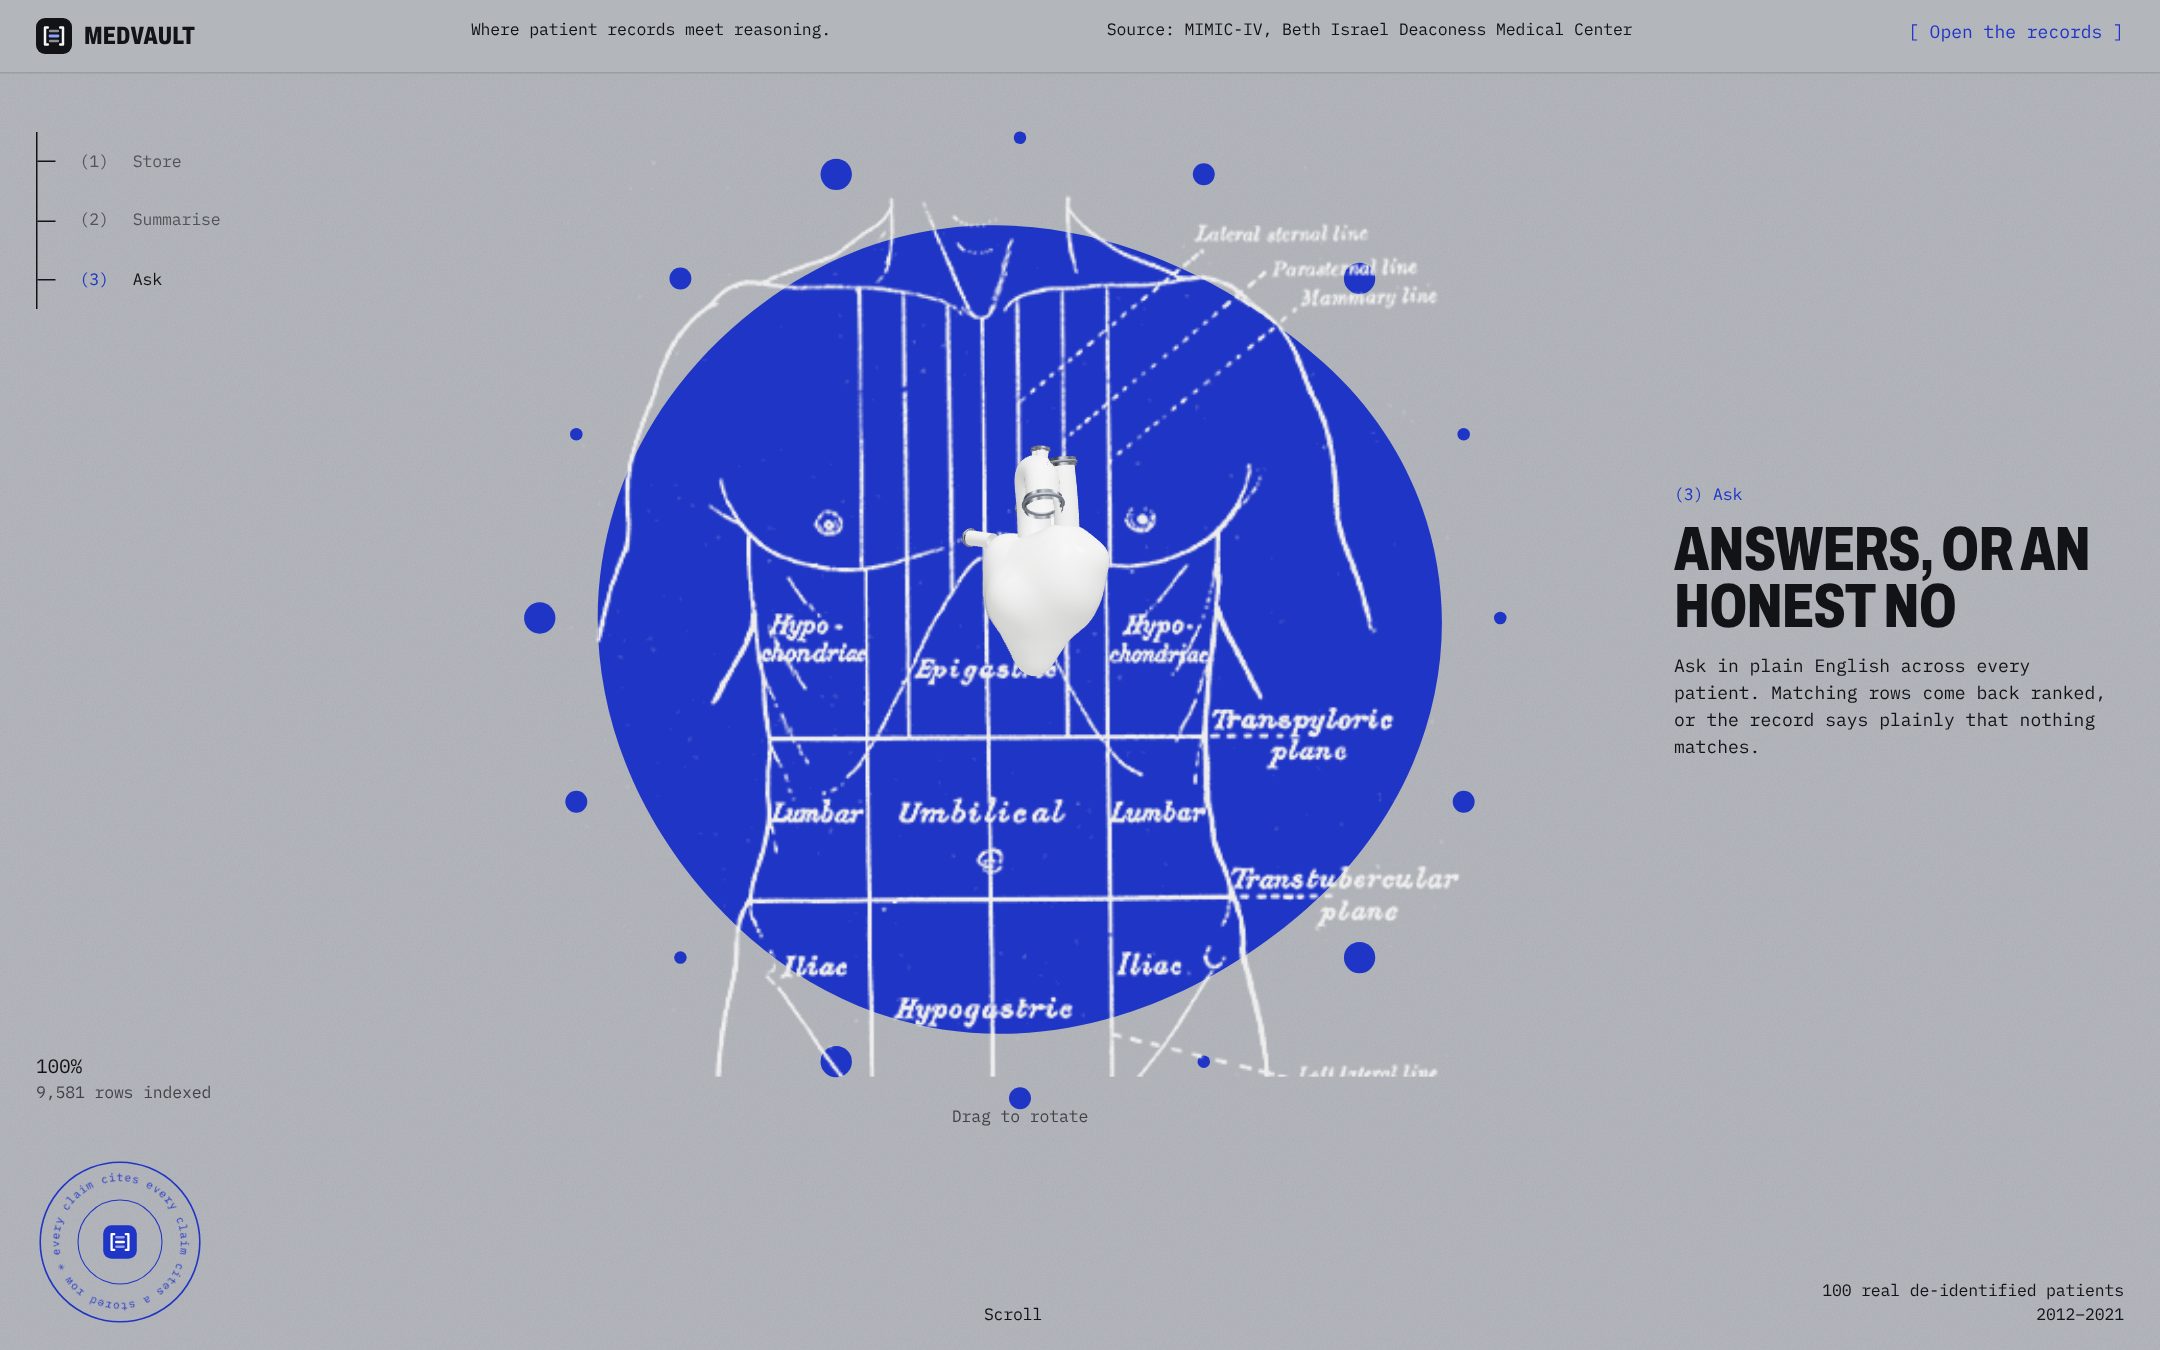 MEDVAULT
Where patient records meet reasoning.
Source: MIMIC-IV, Beth Israel Deaconess Medical Center
[ Open the records ]
(1) Store
(2) Summarise
(3) Ask
Lateral sternal line
Parasternal line
Mammary line
Hypo-
chondriac
Hypo-
chondriac
Epigastric
Transpyloric
plane
Lumbar
Umbilical
Lumbar
Transtubercular
plane
Iliac
Iliac
Hypogastric
Left lateral line
(3) Ask
ANSWERS, OR AN
HONEST NO
Ask in plain English across every
patient. Matching rows come back ranked,
or the record says plainly that nothing
matches.
100%
9,581 rows indexed
Drag to rotate
every claim cites every claim cites a stored row *
Scroll
100 real de-identified patients
2012–2021